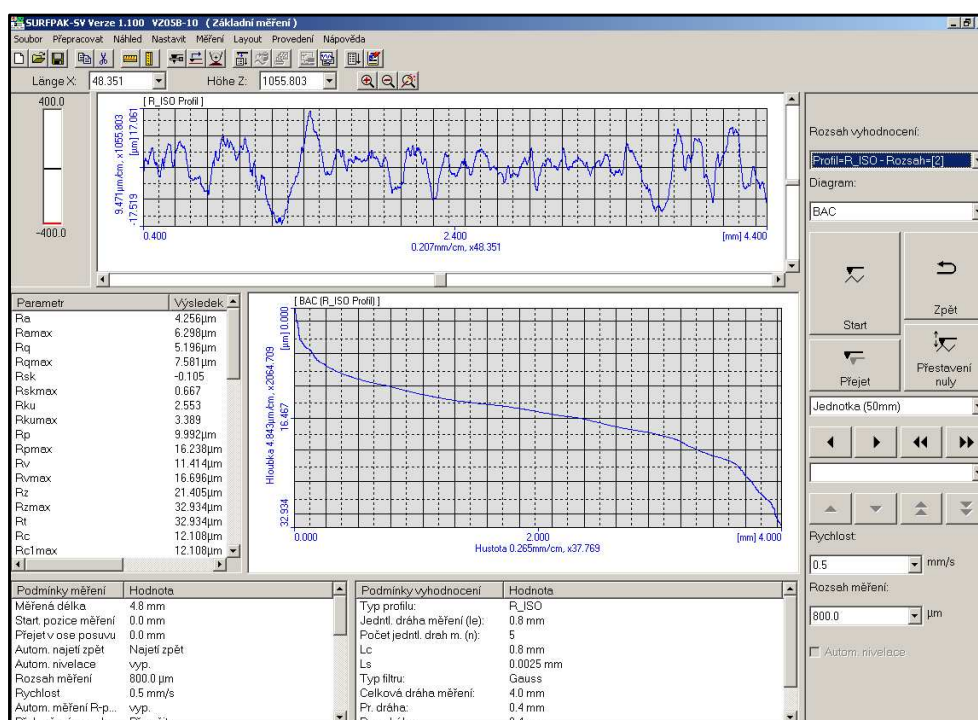 SURFPAK-SV Verze 1.100 VZ05B-10 ( Základní měření )
Soubor Přepracovat Náhled Nastavit Měření Layout Provedení Nápověda
Länge X: 48.351 Höhe Z: 1055.803
400.0
-400.0
[ R_ISO Profil ]
9.471µm/cm, x1055.803
-17.519 [µm] 17.061
0.400 2.400 [mm] 4.400
0.207mm/cm, x48.351
Parametr Výsledek
Ra 4.256µm
Ramax 6.298µm
Rq 5.196µm
Rqmax 7.581µm
Rsk -0.105
Rskmax 0.667
Rku 2.553
Rkumax 3.389
Rp 9.992µm
Rpmax 16.238µm
Rv 11.414µm
Rvmax 16.696µm
Rz 21.405µm
Rzmax 32.934µm
Rt 32.934µm
Rc 12.108µm
Rc1max 12.108µm
[ BAC (R_ISO Profil) ]
Hloubka 4.843µm/cm, x2064.709
32.934 16.467 [µm] 0.000
0.000 2.000 [mm] 4.000
Hustota 0.265mm/cm, x37.769
Podmínky měření Hodnota
Měřená délka 4.8 mm
Start. pozice měření 0.0 mm
Přejet v ose posuvu 0.0 mm
Autom. najetí zpět Najetí zpět
Autom. nivelace vyp.
Rozsah měření 800.0 µm
Rychlost 0.5 mm/s
Autom. měření R-p... vyp.
Podmínky vyhodnocení Hodnota
Typ profilu: R_ISO
Jedntl. dráha měření (le): 0.8 mm
Počet jedntl. drah m. (n): 5
Lc 0.8 mm
Ls 0.0025 mm
Typ filtru: Gauss
Celková dráha měření: 4.0 mm
Pr. dráha: 0.4 mm
Rozsah vyhodnocení:
Profil=R_ISO - Rozsah=[2]
Diagram:
BAC
Start
Zpět
Přejet
Přestavení
nuly
Jednotka (50mm)
Rychlost
0.5 mm/s
Rozsah měření:
800.0 µm
Autom. nivelace